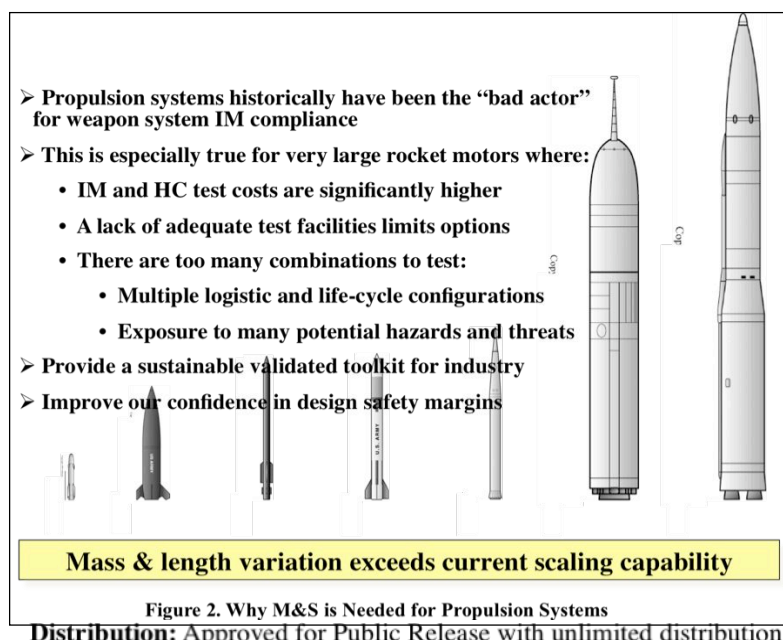 ➢ Propulsion systems historically have been the “bad actor”
for weapon system IM compliance
➢ This is especially true for very large rocket motors where:
• IM and HC test costs are significantly higher
• A lack of adequate test facilities limits options
• There are too many combinations to test:
• Multiple logistic and life-cycle configurations
• Exposure to many potential hazards and threats
➢ Provide a sustainable validated toolkit for industry
➢ Improve our confidence in design safety margins
U.S. ARMY
Cop
Cop
Mass & length variation exceeds current scaling capability
Figure 2. Why M&S is Needed for Propulsion Systems
Distribution: Approved for Public Release with unlimited distribution